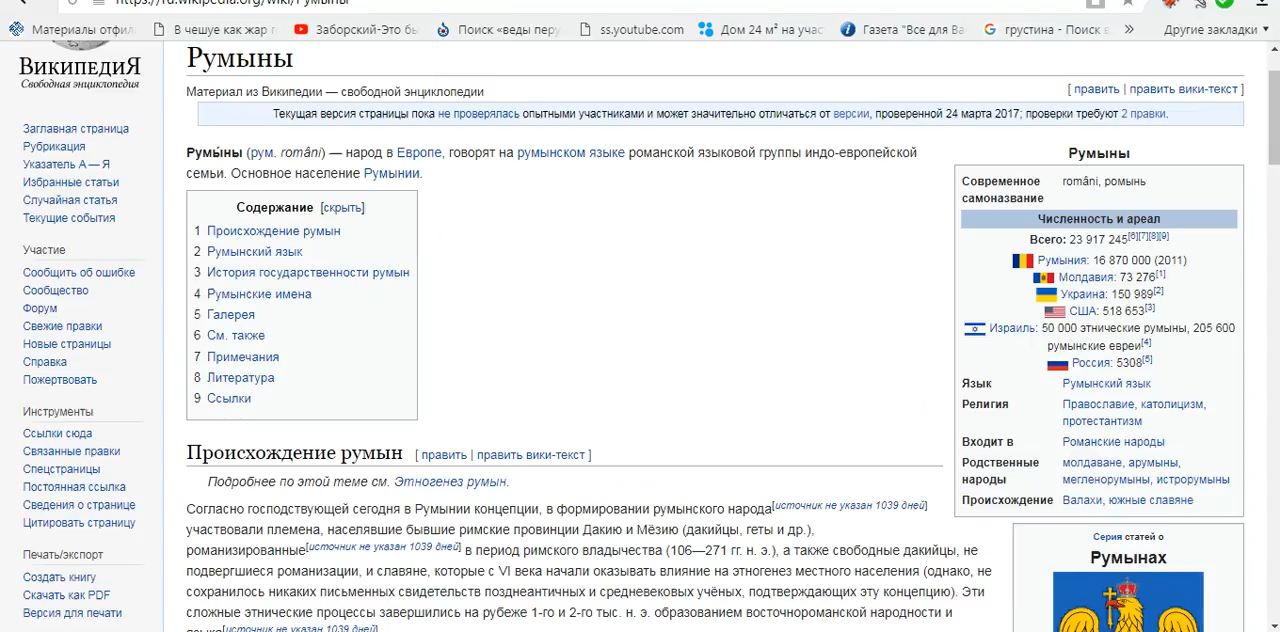 https://ru.wikipedia.org/wiki/Румыны
Материалы отфил
В чешуе как жар г
Заборский-Это бы
Поиск «веды перу
ss.youtube.com
Дом 24 м² на учас
Газета "Все для Ва
грустина - Поиск в
Другие закладки
ВикипедиЯ
Свободная энциклопедия
Заглавная страница
Рубрикация
Указатель А — Я
Избранные статьи
Случайная статья
Текущие события
Участие
Сообщить об ошибке
Сообщество
Форум
Свежие правки
Новые страницы
Справка
Пожертвовать
Инструменты
Ссылки сюда
Связанные правки
Спецстраницы
Постоянная ссылка
Сведения о странице
Цитировать страницу
Печать/экспорт
Создать книгу
Скачать как PDF
Версия для печати
Румыны
Материал из Википедии — свободной энциклопедии
[ править | править вики-текст ]
Текущая версия страницы пока не проверялась опытными участниками и может значительно отличаться от версии, проверенной 24 марта 2017; проверки требуют 2 правки.
Румы́ны (рум. români) — народ в Европе, говорят на румынском языке романской языковой группы индо-европейской
семьи. Основное население Румынии.
Содержание [скрыть]
1 Происхождение румын
2 Румынский язык
3 История государственности румын
4 Румынские имена
5 Галерея
6 См. также
7 Примечания
8 Литература
9 Ссылки
Происхождение румын [ править | править вики-текст ]
Подробнее по этой теме см. Этногенез румын.
Согласно господствующей сегодня в Румынии концепции, в формировании румынского народа[источник не указан 1039 дней]
участвовали племена, населявшие бывшие римские провинции Дакию и Мёзию (дакийцы, геты и др.),
романизированные[источник не указан 1039 дней] в период римского владычества (106—271 гг. н. э.), а также свободные дакийцы, не
подвергшиеся романизации, и славяне, которые с VI века начали оказывать влияние на этногенез местного населения (однако, не
сохранилось никаких письменных свидетельств позднеантичных и средневековых учёных, подтверждающих эту концепцию). Эти
сложные этнические процессы завершились на рубеже 1-го и 2-го тыс. н. э. образованием восточнороманской народности и
языка[источник не указан 1039 дней]
Румыны
Современное самоназвание români, ромынь
Численность и ареал
Всего: 23 917 245[6][7][8][9]
Румыния: 16 870 000 (2011)
Молдавия: 73 276[1]
Украина: 150 989[2]
США: 518 653[3]
Израиль: 50 000 этнические румыны, 205 600
румынские евреи[4]
Россия: 5308[5]
Язык Румынский язык
Религия Православие, католицизм,
протестантизм
Входит в Романские народы
Родственные народы молдаване, арумыны,
мегленорумыны, истрорумыны
Происхождение Валахи, южные славяне
Серия статей о
Румынах